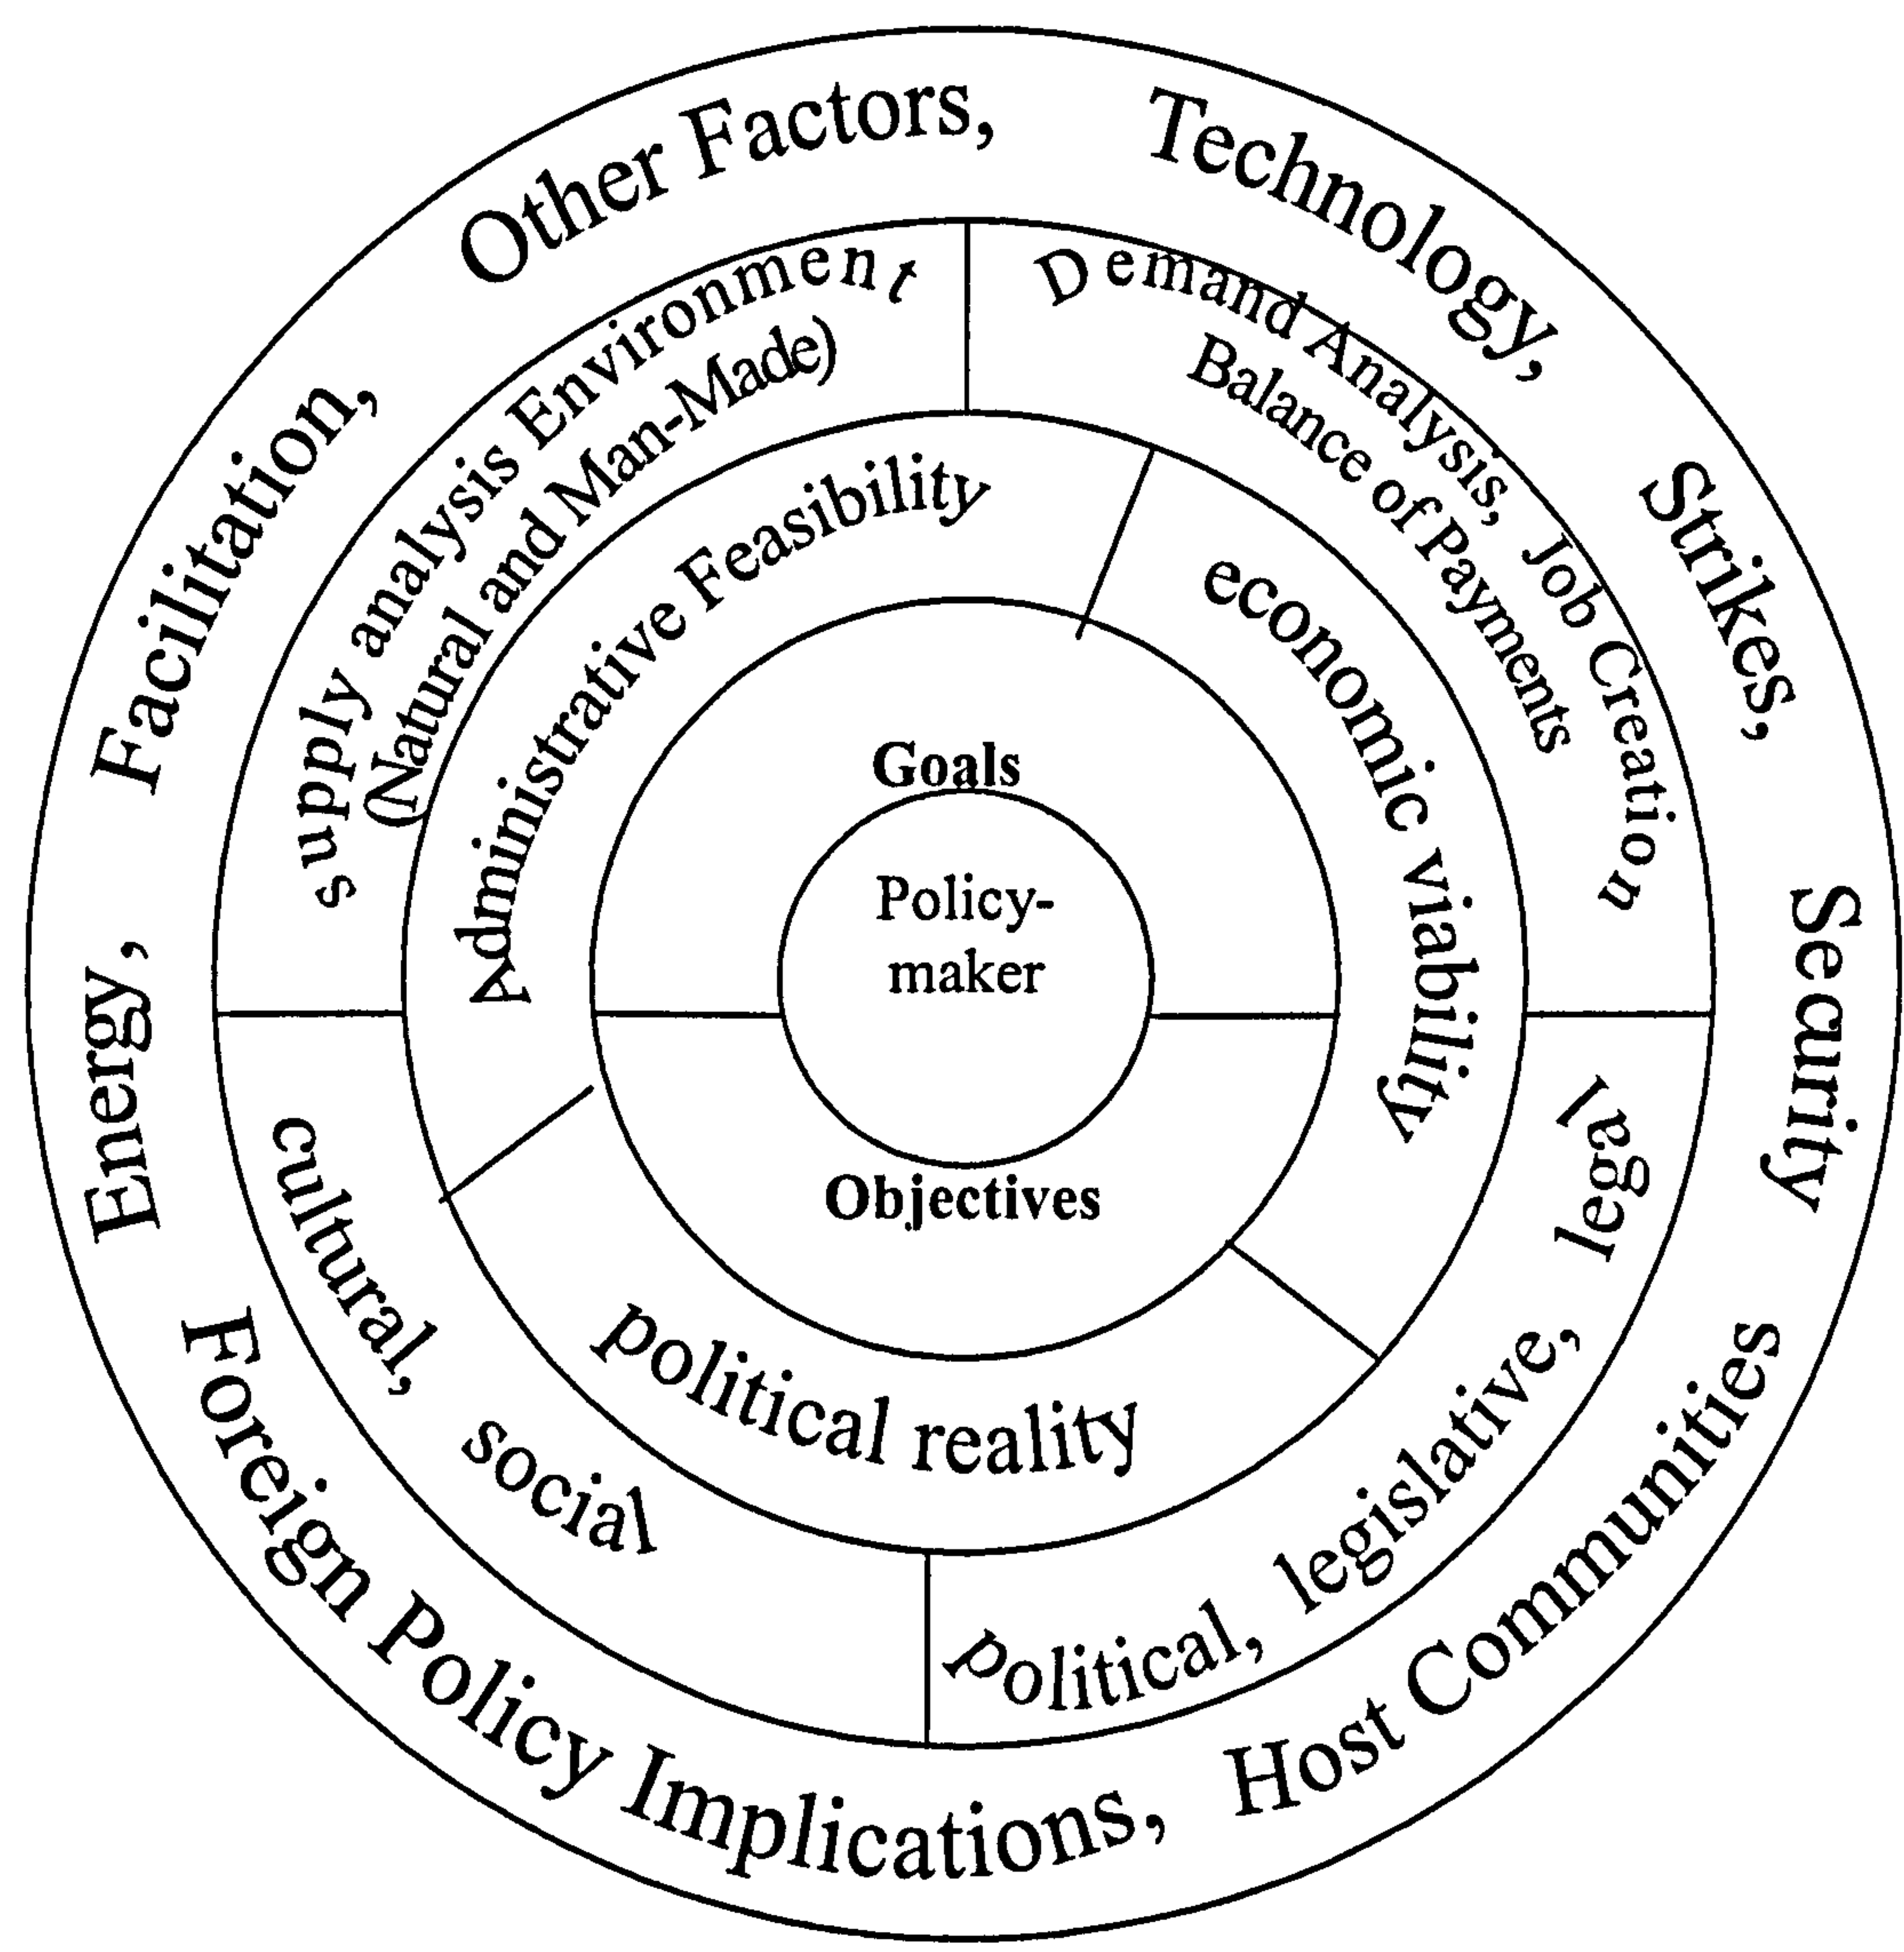 Other Factors,
Technology,
Strikes,
Security
Host Communities
Foreign Policy Implications,
Energy,
Facilitation,
supply analysis Environment
(Natural and Man-Made)
Demand Analysis, Job Creation
Balance of Payments
political, legislative, legal
cultural, social
Administrative Feasibility
economic viability
political reality
Goals
Policy-
maker
Objectives